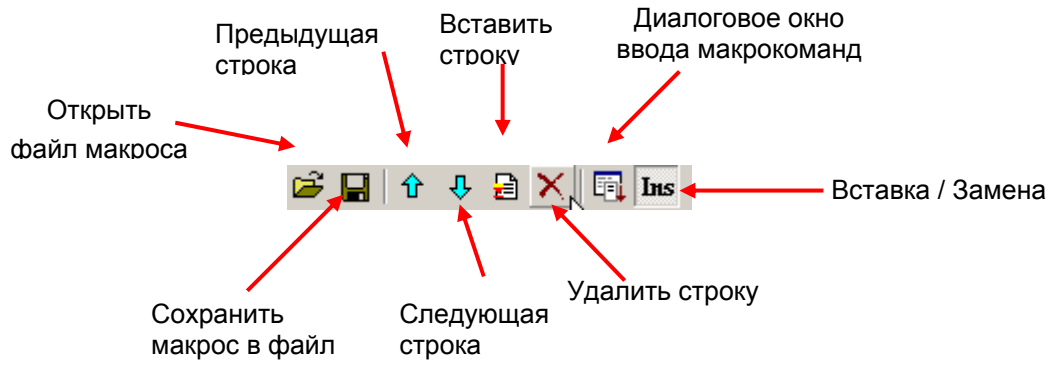 Предыдущая
строка
Вставить
строку
Диалоговое окно
ввода макрокоманд
Открыть
файл макроса
Ins
Вставка / Замена
Сохранить
макрос в файл
Следующая
строка
Удалить строку